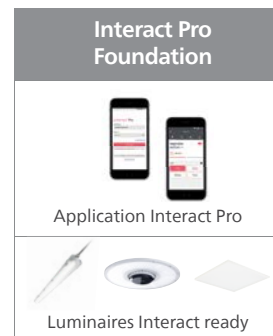 Interact Pro
Foundation
Application Interact Pro
Luminaires Interact ready